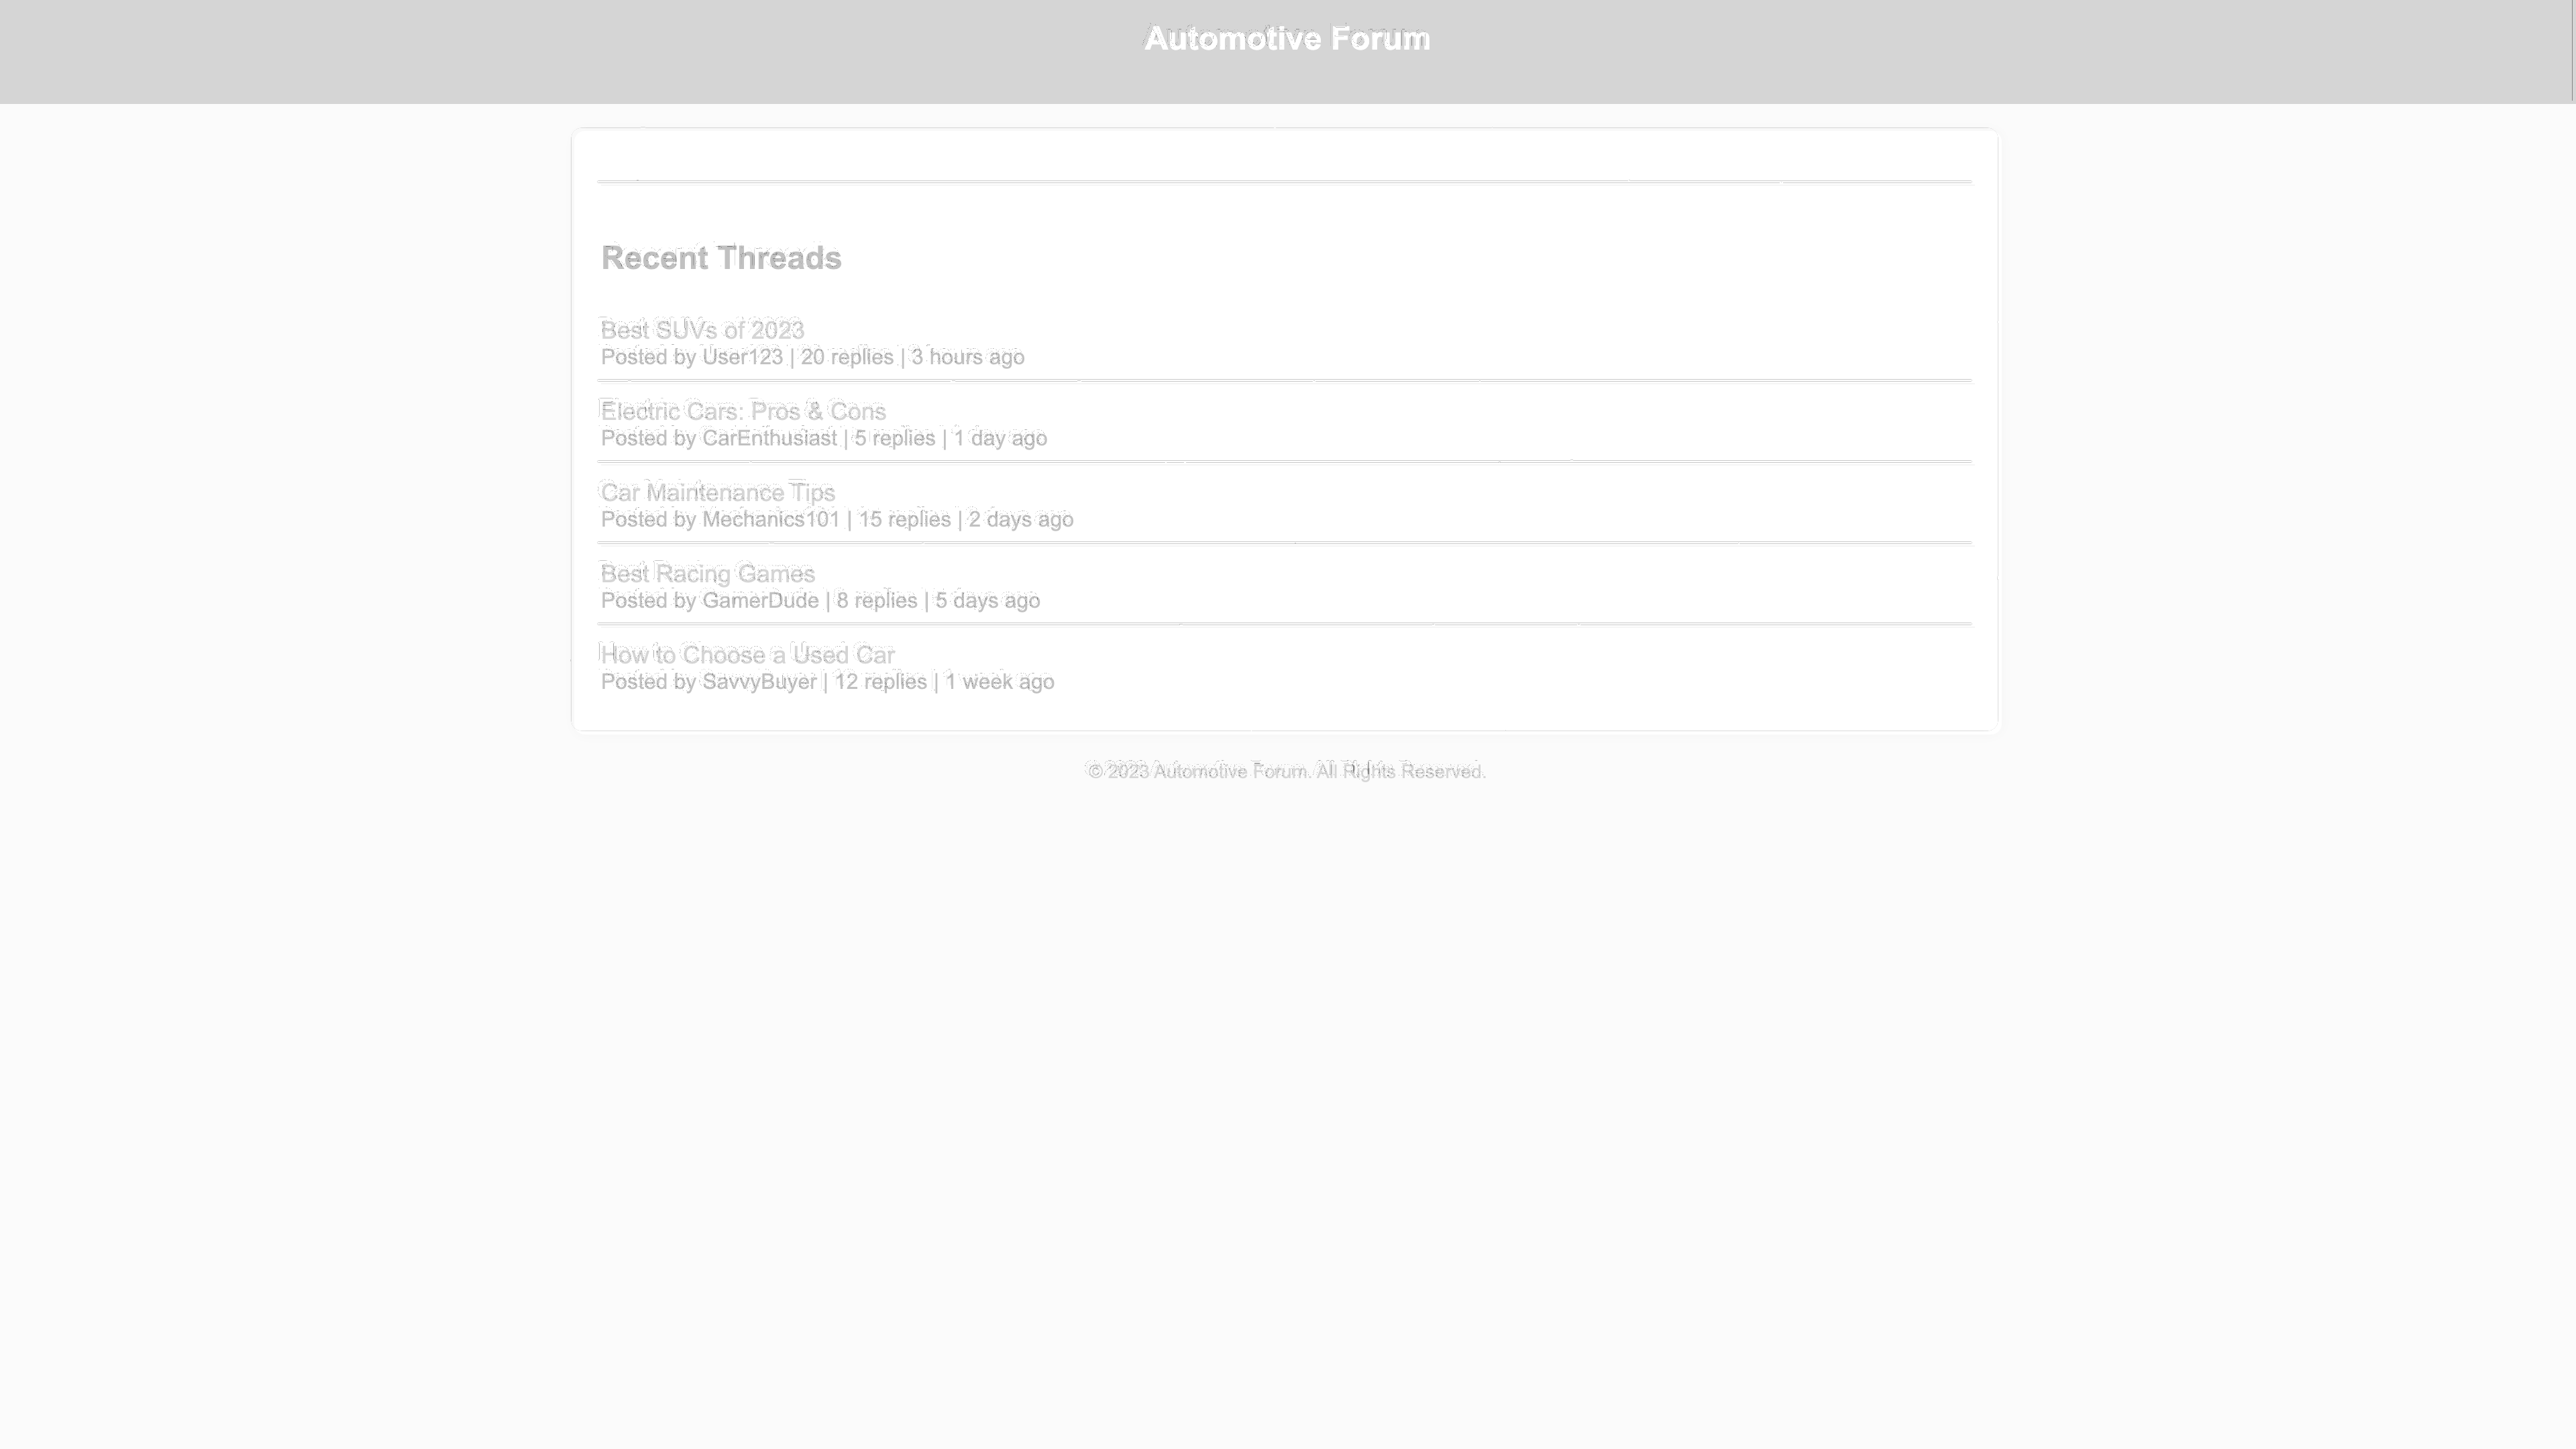 Automotive Forum
Recent Threads
Best SUVs of 2023
Posted by User123 | 20 replies | 3 hours ago
Electric Cars: Pros & Cons
Posted by CarEnthusiast | 5 replies | 1 day ago
Car Maintenance Tips
Posted by Mechanics101 | 15 replies | 2 days ago
Best Racing Games
Posted by GamerDude | 8 replies | 5 days ago
How to Choose a Used Car
Posted by SavvyBuyer | 12 replies | 1 week ago
© 2023 Automotive Forum. All Rights Reserved.